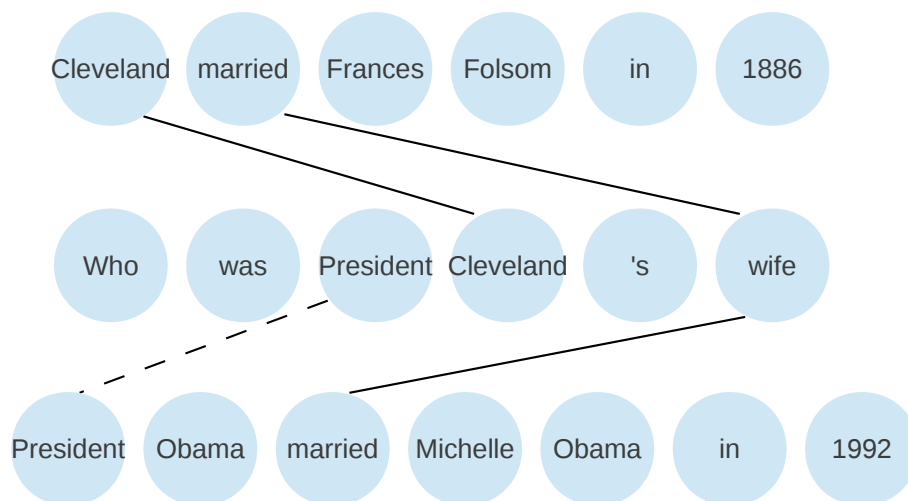 Cleveland married Frances Folsom in 1886
Who was President Cleveland 's wife
President Obama married Michelle Obama in 1992